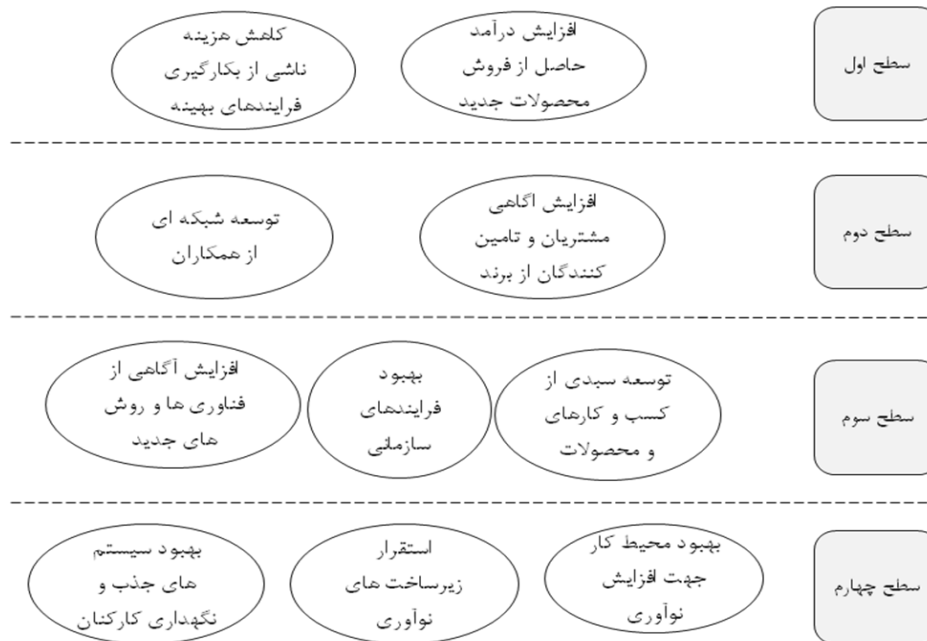 سطح اول
افزایش درآمد
حاصل از فروش
محصولات جدید
کاهش هزینه
ناشی از بکارگیری
فرایندهای بهینه
سطح دوم
افزایش اگاهی
مشتریان و تامین
کنندگان از برند
توسعه شبکه ای
از همکاران
سطح سوم
توسعه سبدی از
کسب و کارهای
و محصولات
بهبود
فرایندهای
سازمانی
افزایش آگاهی از
فناوری ها و روش
های جدید
سطح چهارم
بهبود محیط کار
جهت افزایش
نوآوری
استقرار
زیرساخت های
نوآوری
بهبود سیستم
های جذب و
نگهداری کارکنان